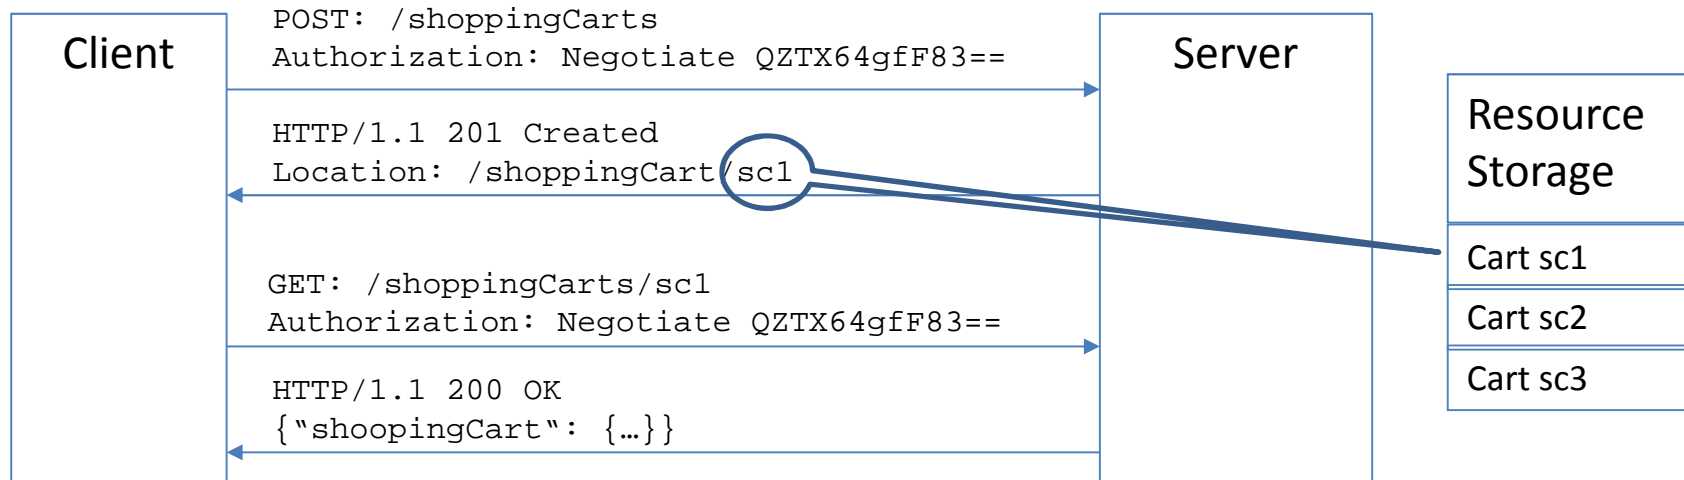 Client
POST: /shoppingCarts
Authorization: Negotiate QZTX64gfF83==
HTTP/1.1 201 Created
Location: /shoppingCart/sc1
GET: /shoppingCarts/sc1
Authorization: Negotiate QZTX64gfF83==
HTTP/1.1 200 OK
{“shoopingCart“: {…}}
Server
Resource
Storage
Cart sc1
Cart sc2
Cart sc3